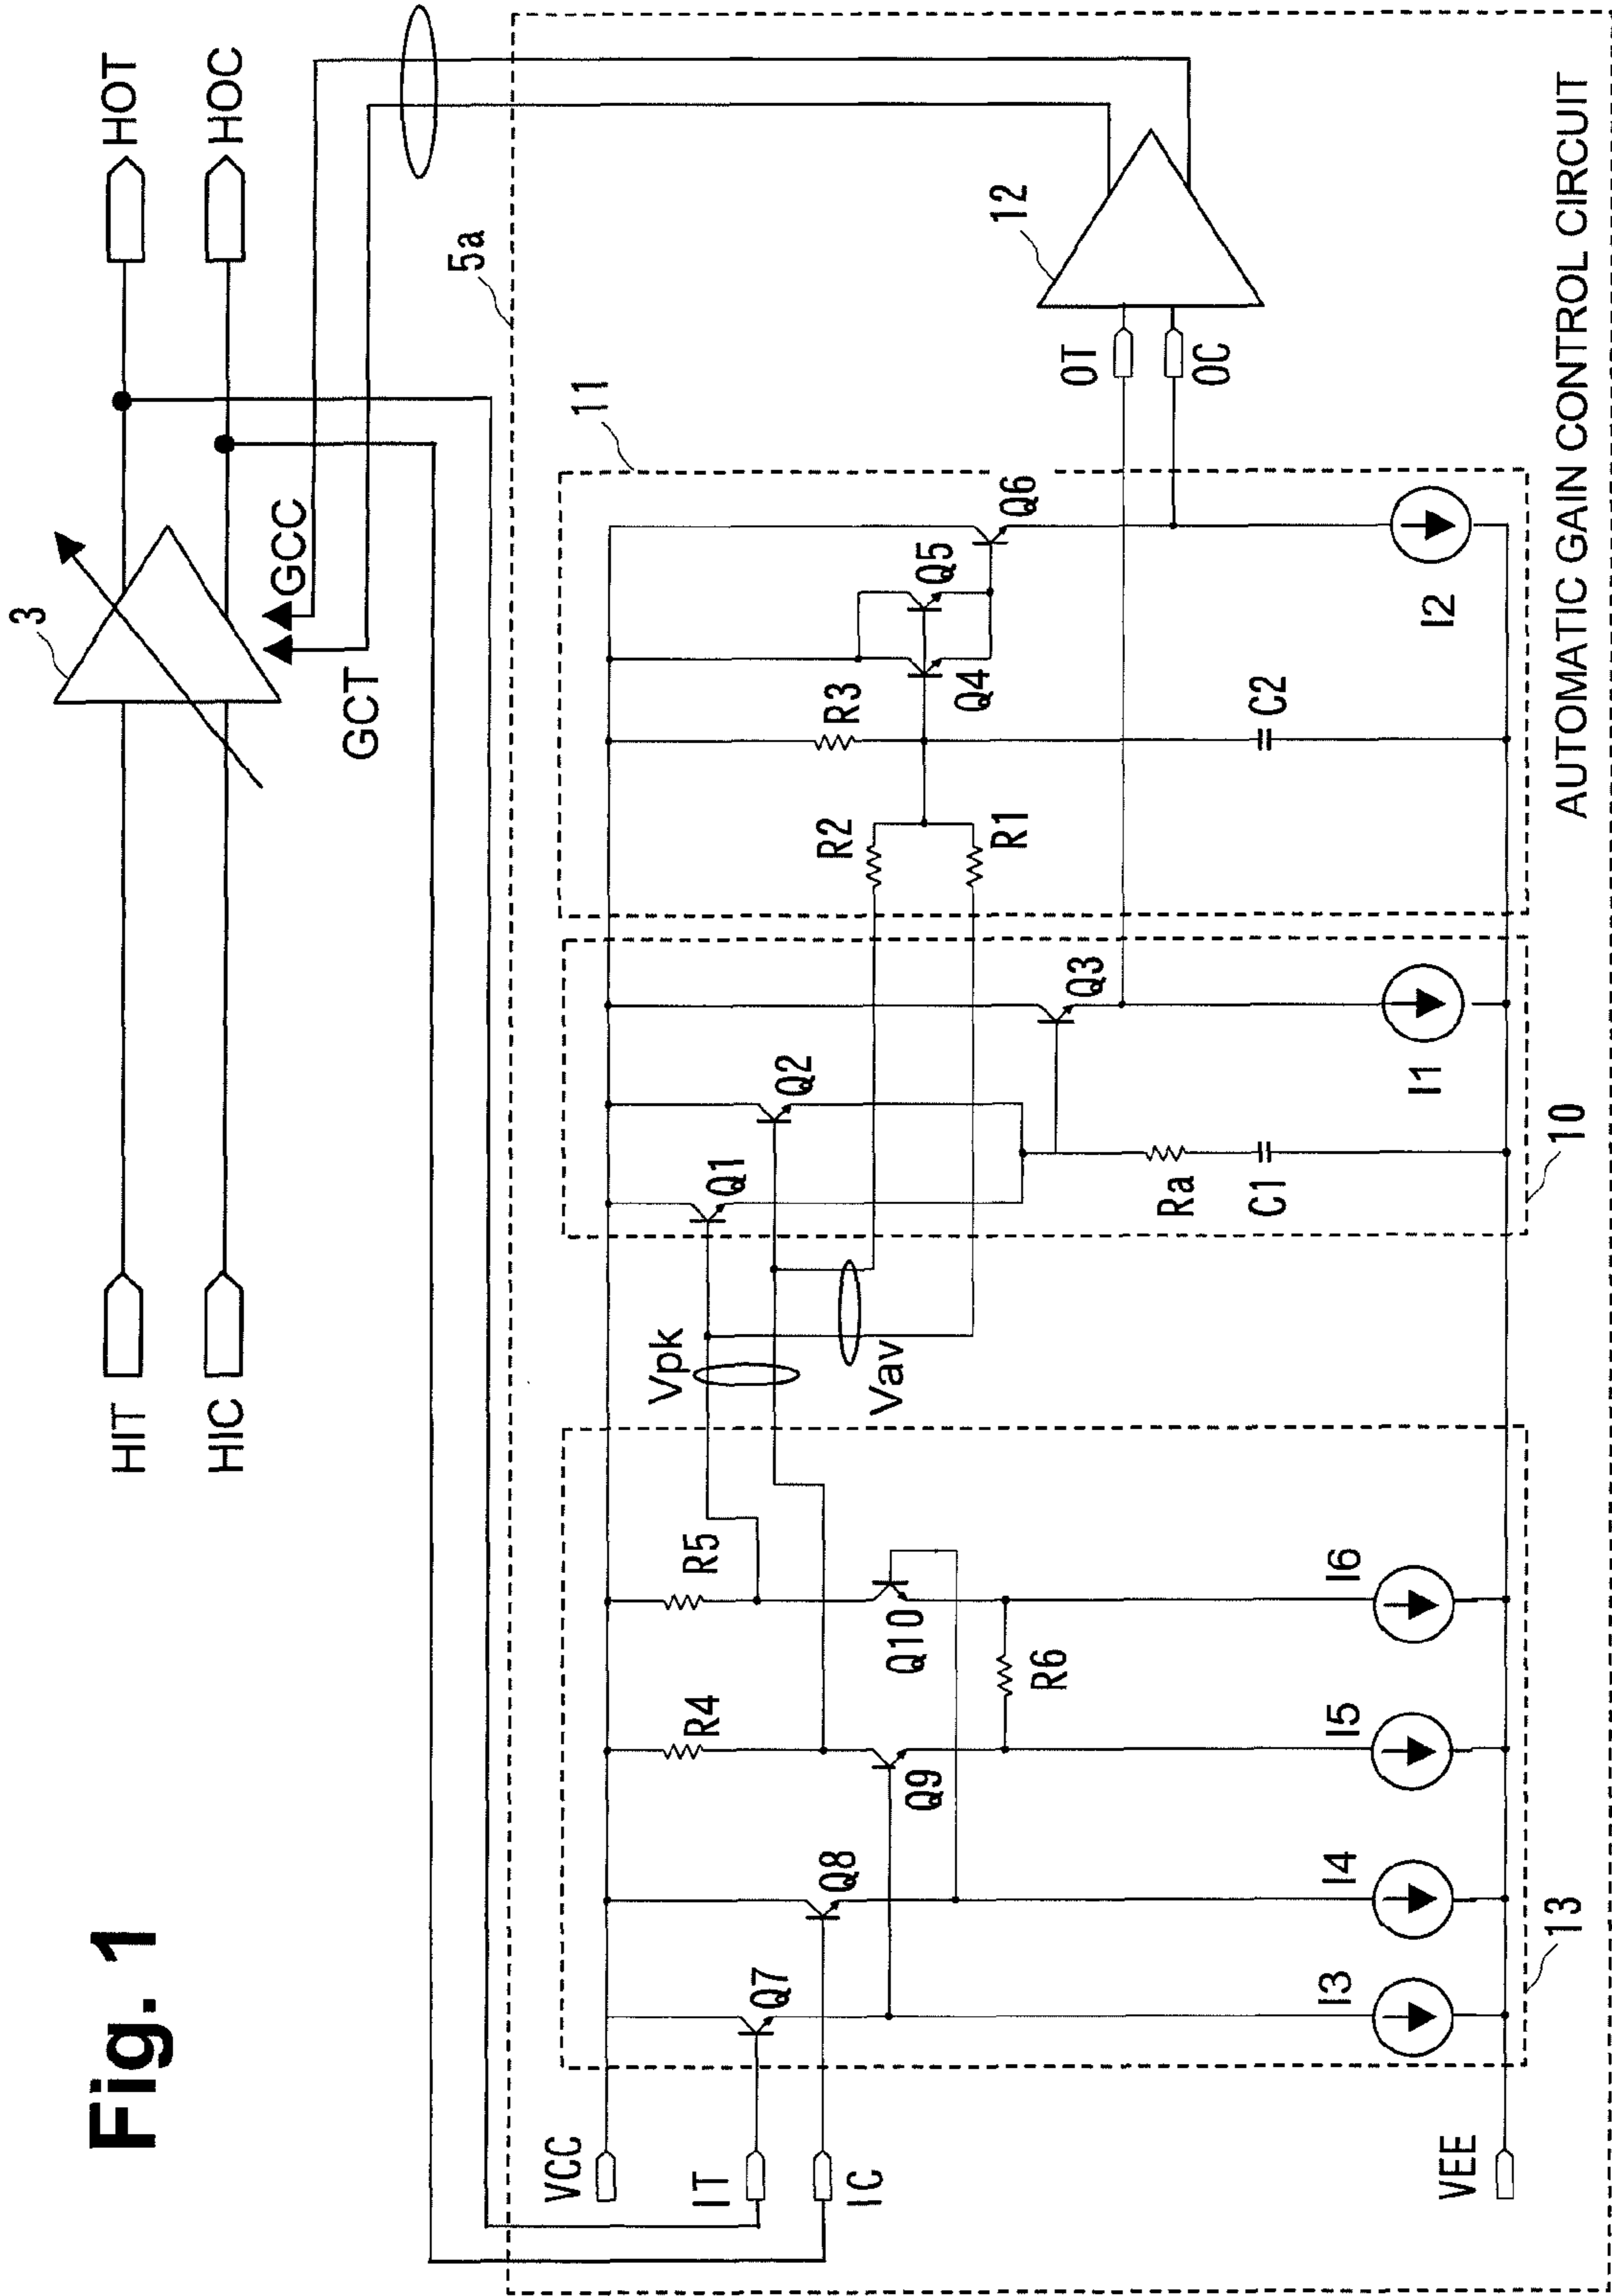 Fig. 1
HIT
HIC
3
HOT
HOC
GCC
GCT
5a
VCC
IT
IC
VEE
Q7
Q8
R4
R5
Q9
Q10
R6
I3
I4
I5
I6
13
Vpk
Vav
Q1
Q2
Q3
Ra
C1
I1
10
11
R2
R1
R3
Q4
Q5
Q6
C2
I2
OT
OC
12
AUTOMATIC GAIN CONTROL CIRCUIT